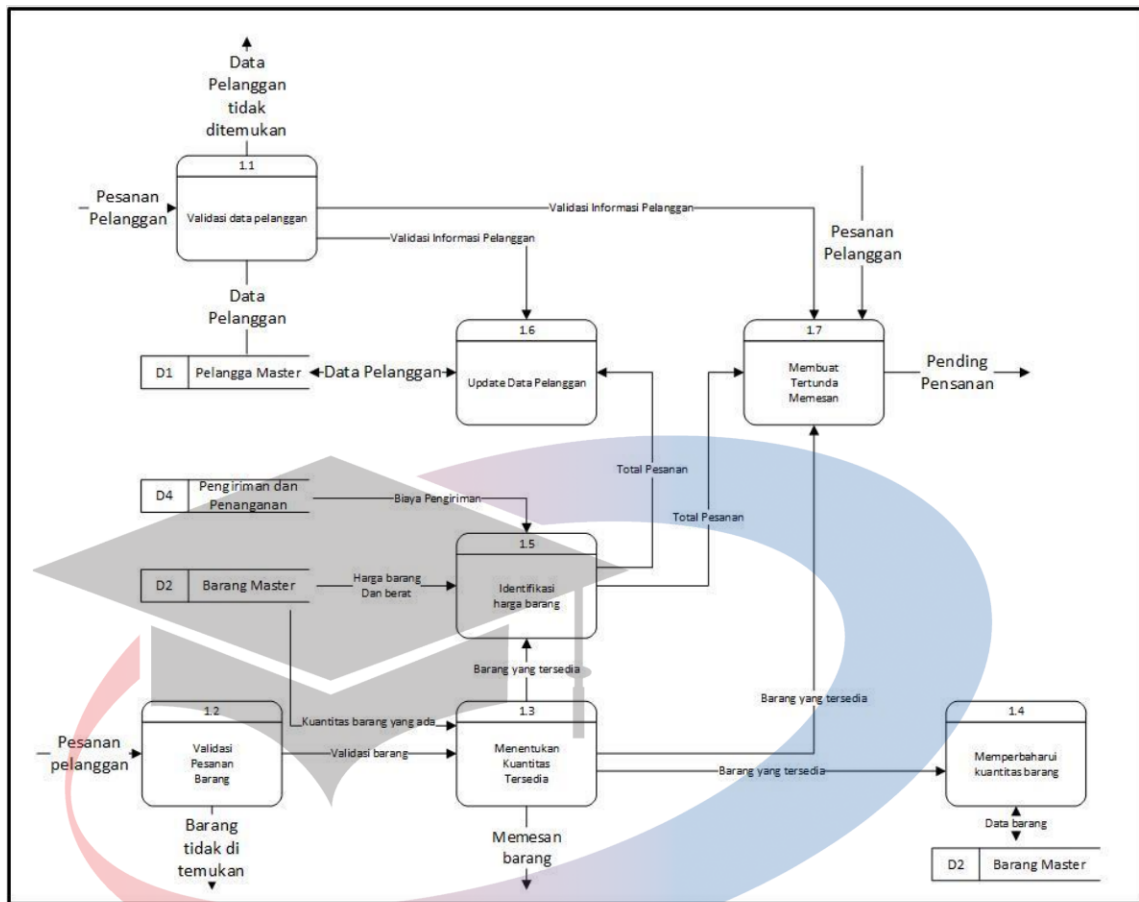 Data
Pelanggan
tidak
ditemukan
1.1
Validasi data pelanggan
Pesanan
Pelanggan
Validasi Informasi Pelanggan
Validasi Informasi Pelanggan
Pesanan
Pelanggan
Data
Pelanggan
1.6
Update Data Pelanggan
1.7
Membuat
Tertunda
Memesan
Pending
Pensanan
D1 Pelangga Master
Data Pelanggan
Total Pesanan
Total Pesanan
D4 Pengiriman dan
Penanganan
Biaya Pengiriman
1.5
Identifikasi
harga barang
D2 Barang Master
Harga barang
Dan berat
Barang yang tersedia
Barang yang tersedia
1.2
Validasi
Pesanan
Barang
Pesanan
pelanggan
Kuantitas barang yang ada
Validasi barang
1.3
Menentukan
Kuantitas
Tersedia
Barang yang tersedia
1.4
Memperbaharui
kuantitas barang
Barang
tidak di
temukan
Memesan
barang
Data barang
D2 Barang Master